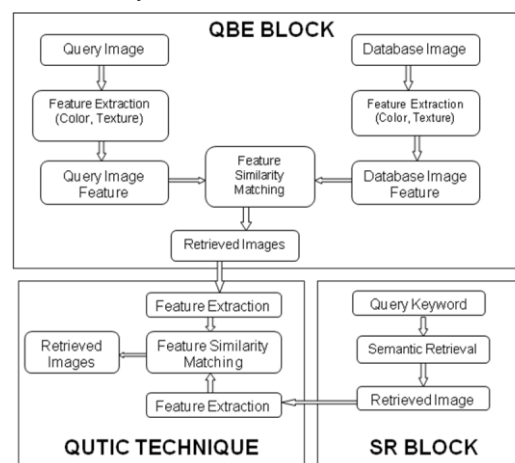 QBE BLOCK
Query Image
Database Image
Feature Extraction
(Color, Texture)
Feature Extraction
(Color, Texture)
Query Image
Feature
Feature
Similarity
Matching
Database Image
Feature
Retrieved Images
Feature Extraction
Retrieved
Images
Feature Similarity
Matching
Feature Extraction
QUTIC TECHNIQUE
Query Keyword
Semantic Retrieval
Retrieved Image
SR BLOCK